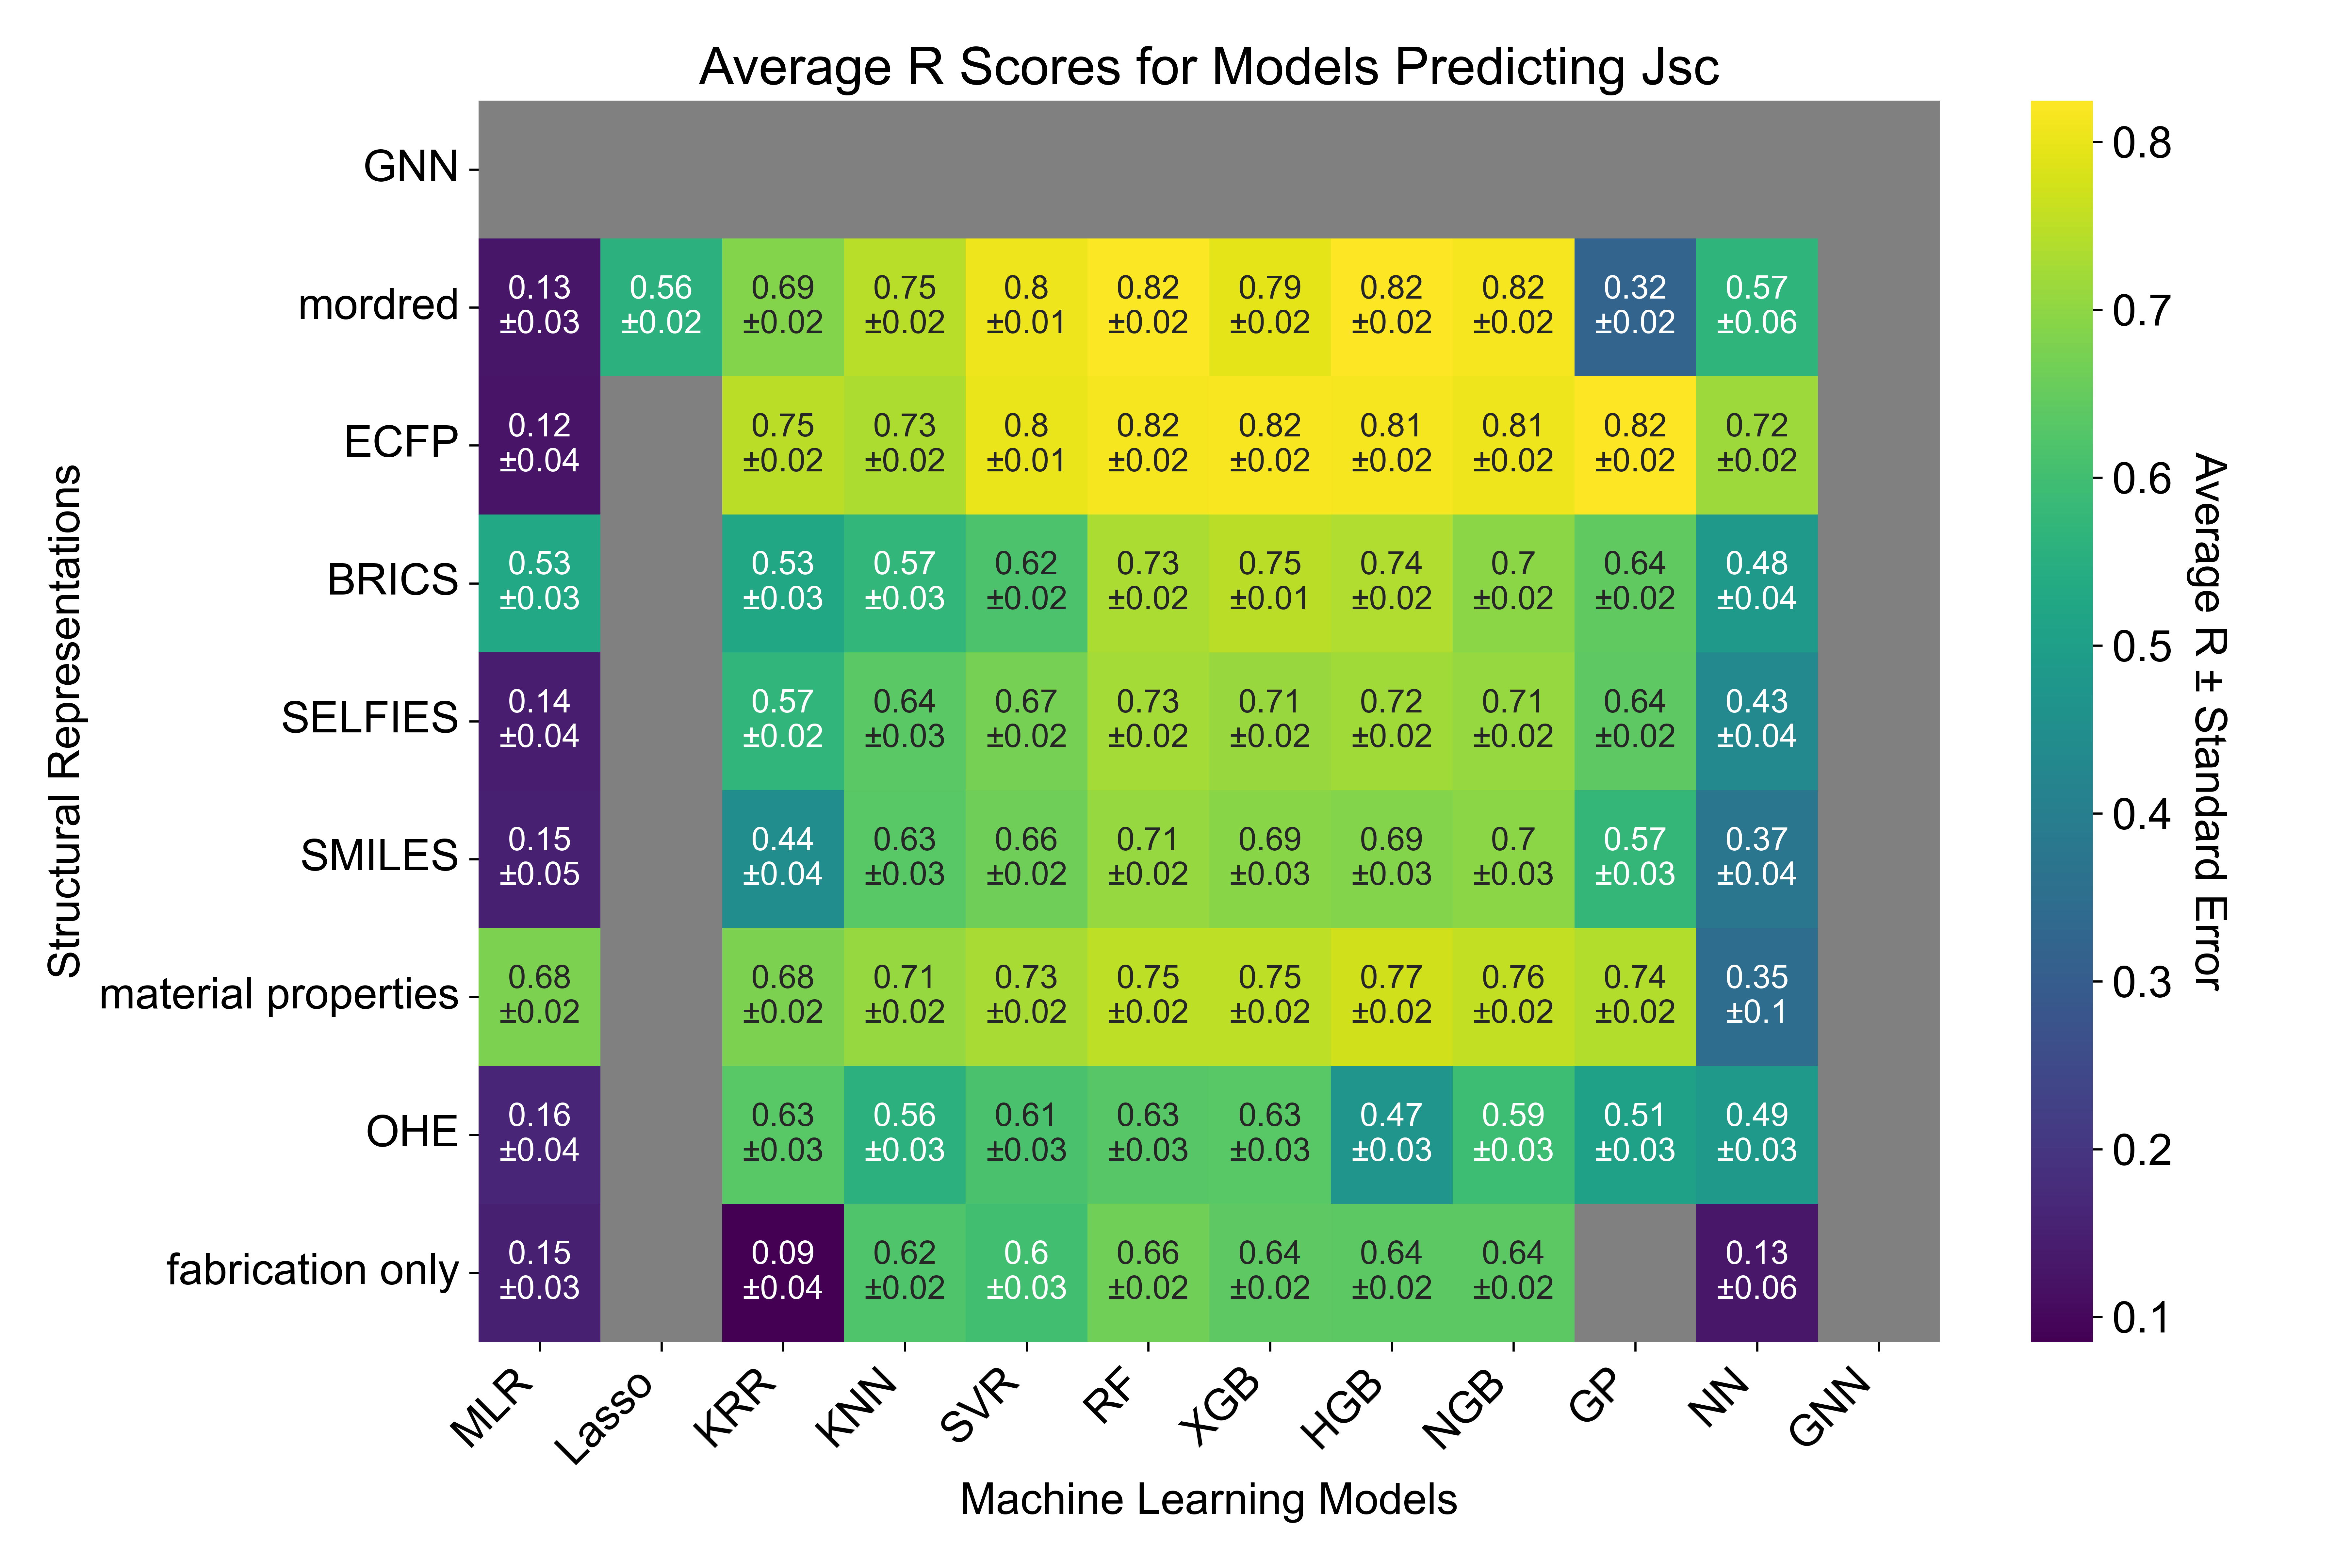 Average R Scores for Models Predicting Jsc
Structural Representations
GNN
mordred
0.13 0.56 0.69 0.75 0.8 0.82 0.79 0.82 0.82 0.32 0.57
±0.03 ±0.02 ±0.02 ±0.02 ±0.01 ±0.02 ±0.02 ±0.02 ±0.02 ±0.02 ±0.06
ECFP
0.12 0.75 0.73 0.8 0.82 0.82 0.81 0.81 0.82 0.72
±0.04 ±0.02 ±0.02 ±0.01 ±0.02 ±0.02 ±0.02 ±0.02 ±0.02 ±0.02
BRICS
0.53 0.53 0.57 0.62 0.73 0.75 0.74 0.7 0.64 0.48
±0.03 ±0.03 ±0.03 ±0.02 ±0.02 ±0.01 ±0.02 ±0.02 ±0.02 ±0.04
SELFIES
0.14 0.57 0.64 0.67 0.73 0.71 0.72 0.71 0.64 0.43
±0.04 ±0.02 ±0.03 ±0.02 ±0.02 ±0.02 ±0.02 ±0.02 ±0.02 ±0.04
SMILES
0.15 0.44 0.63 0.66 0.71 0.69 0.69 0.7 0.57 0.37
±0.05 ±0.04 ±0.03 ±0.02 ±0.02 ±0.03 ±0.03 ±0.03 ±0.03 ±0.04
material properties
0.68 0.68 0.71 0.73 0.75 0.75 0.77 0.76 0.74 0.35
±0.02 ±0.02 ±0.02 ±0.02 ±0.02 ±0.02 ±0.02 ±0.02 ±0.02 ±0.1
OHE
0.16 0.63 0.56 0.61 0.63 0.63 0.47 0.59 0.51 0.49
±0.04 ±0.03 ±0.03 ±0.03 ±0.03 ±0.03 ±0.03 ±0.03 ±0.03 ±0.03
fabrication only
0.15 0.09 0.62 0.6 0.66 0.64 0.64 0.64 0.13
±0.03 ±0.04 ±0.02 ±0.03 ±0.02 ±0.02 ±0.02 ±0.02 ±0.06
MLR Lasso KRR KNN SVR RF XGB HGB NGB GP NN GNN
Machine Learning Models
0.8
0.7
0.6
0.5
0.4
0.3
0.2
0.1
Average R ± Standard Error